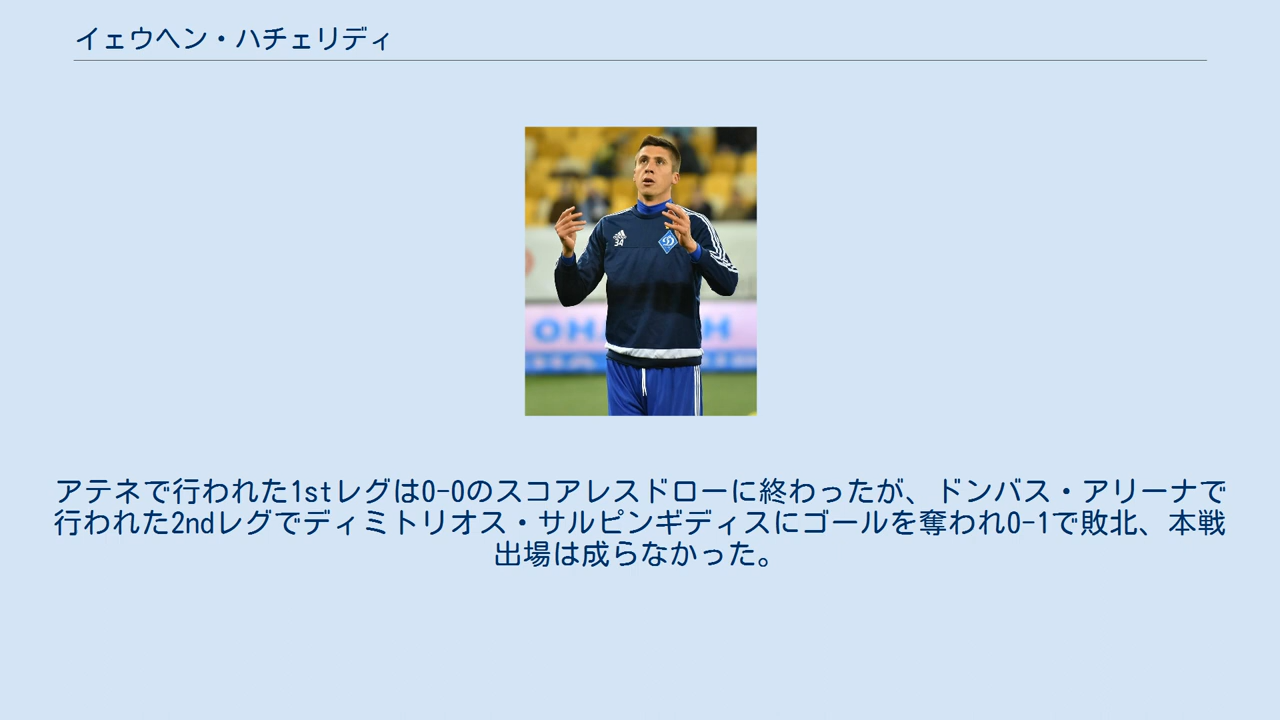 イェウヘン・ハチェリディ
34
アテネで行われた1stレグは0-0のスコアレスドローに終わったが、ドンバス・アリーナで
行われた2ndレグでディミトリオス・サルピンギディスにゴールを奪われ0-1で敗北、本戦
出場は成らなかった。